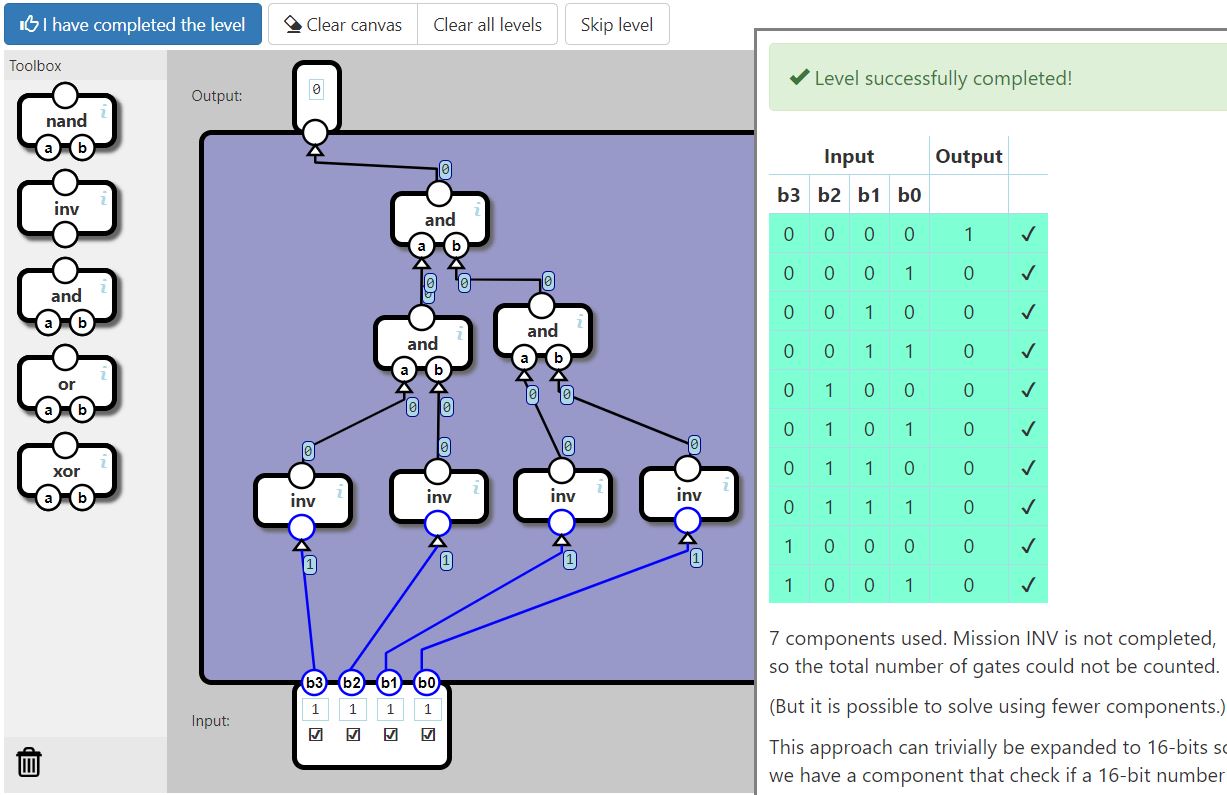 I have completed the level Clear canvas Clear all levels Skip level
Toolbox
nand
a b
inv
and
a b
or
a b
xor
a b
Output:
0
0
and
a b
0 0 0
0
and
a b
and
a b
0 0 0 0
0 0 0 0
inv inv inv inv
1 1 1 1
b3 b2 b1 b0
Input:
1 1 1 1
Level successfully completed!
Input Output
b3 b2 b1 b0
0 0 0 0 1 ✓
0 0 0 1 0 ✓
0 0 1 0 0 ✓
0 0 1 1 0 ✓
0 1 0 0 0 ✓
0 1 0 1 0 ✓
0 1 1 0 0 ✓
0 1 1 1 0 ✓
1 0 0 0 0 ✓
1 0 0 1 0 ✓
7 components used. Mission INV is not completed,
so the total number of gates could not be counted.
(But it is possible to solve using fewer components.)
This approach can trivially be expanded to 16-bits
we have a component that check if a 16-bit number